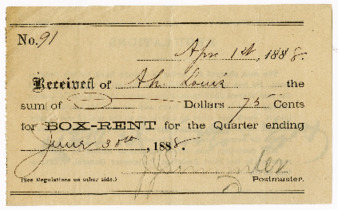 No. 91
Apr 1st, 1888.
Received of Ah Louis the
sum of Dollars 75 Cents
for BOX-RENT for the Quarter ending
June 30th, 1888.
(See Regulations on other side.) Postmaster.